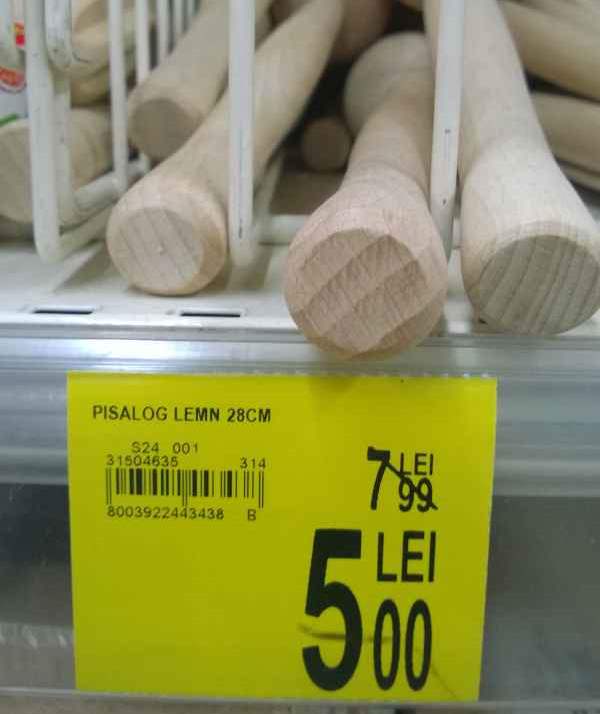 PISALOG LEMN 28CM
S24 001
31504635 314
8003922443438 B
7 LEI
99
5 LEI
00